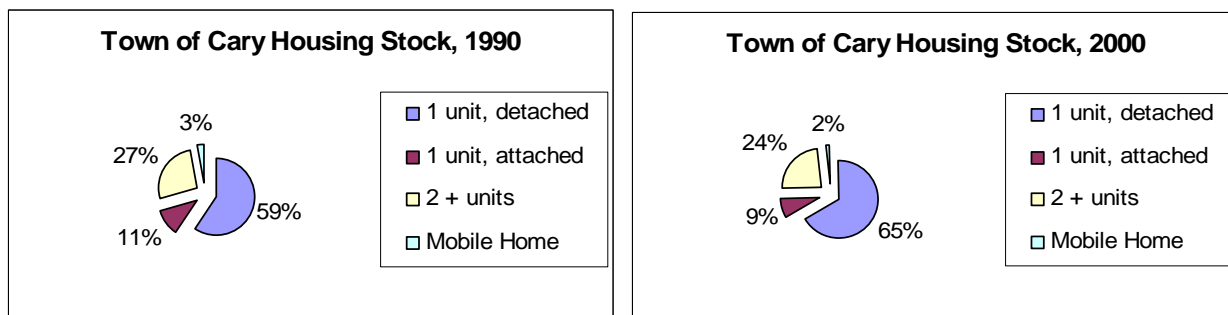 Town of Cary Housing Stock, 1990
3%
27%
59%
11%
1 unit, detached
1 unit, attached
2 + units
Mobile Home
Town of Cary Housing Stock, 2000
2%
24%
9%
65%
1 unit, detached
1 unit, attached
2 + units
Mobile Home